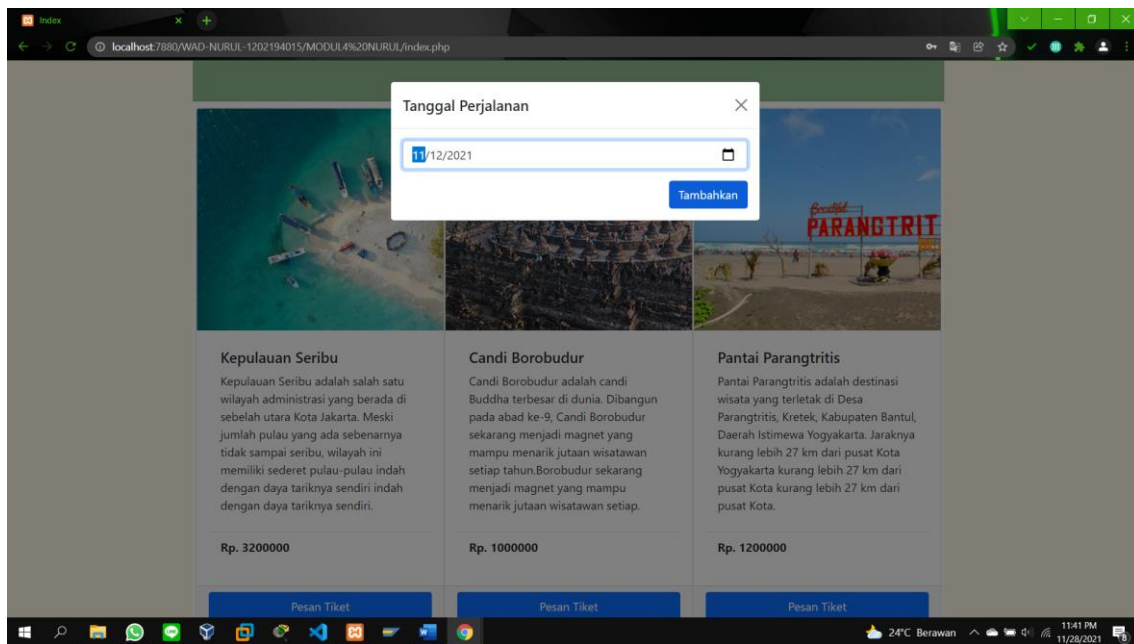 Index
localhost:7880/WAD-NURUL-1202194015/MODUL4%20NURUL/index.php
Tanggal Perjalanan
11/12/2021
Tambahkan
Beautiful
PARANGTRIT
Kepulauan Seribu
Kepulauan Seribu adalah salah satu
wilayah administrasi yang berada di
sebelah utara Kota Jakarta. Meski
jumlah pulau yang ada sebenarnya
tidak sampai seribu, wilayah ini
memiliki sederet pulau-pulau indah
dengan daya tariknya sendiri indah
dengan daya tariknya sendiri.
Rp. 3200000
Pesan Tiket
Candi Borobudur
Candi Borobudur adalah candi
Buddha terbesar di dunia. Dibangun
pada abad ke-9, Candi Borobudur
sekarang menjadi magnet yang
mampu menarik jutaan wisatawan
setiap tahun.Borobudur sekarang
menjadi magnet yang mampu
menarik jutaan wisatawan setiap.
Rp. 1000000
Pesan Tiket
Pantai Parangtritis
Pantai Parangtritis adalah destinasi
wisata yang terletak di Desa
Parangtritis, Kretek, Kabupaten Bantul,
Daerah Istimewa Yogyakarta. Jaraknya
kurang lebih 27 km dari pusat Kota
Yogyakarta kurang lebih 27 km dari
pusat Kota kurang lebih 27 km dari
pusat Kota.
Rp. 1200000
Pesan Tiket
24°C Berawan
11:41 PM
11/28/2021